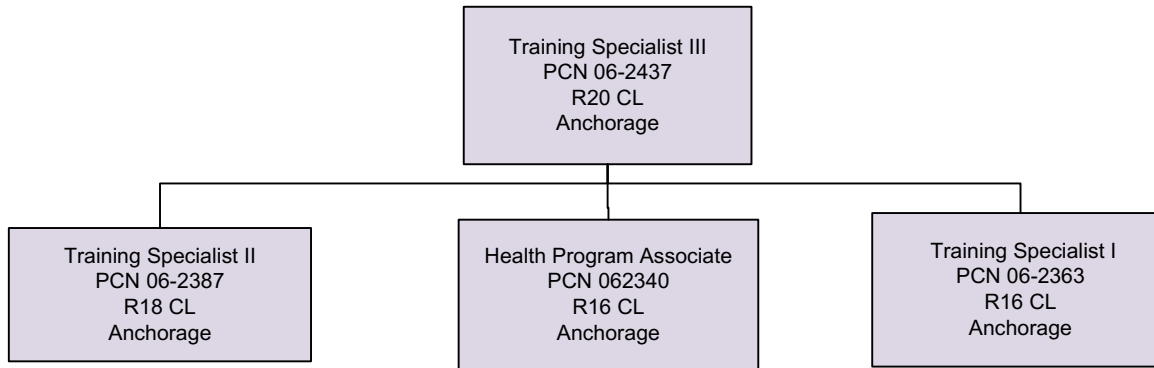 Training Specialist III
PCN 06-2437
R20 CL
Anchorage
Training Specialist II
PCN 06-2387
R18 CL
Anchorage
Health Program Associate
PCN 062340
R16 CL
Anchorage
Training Specialist I
PCN 06-2363
R16 CL
Anchorage